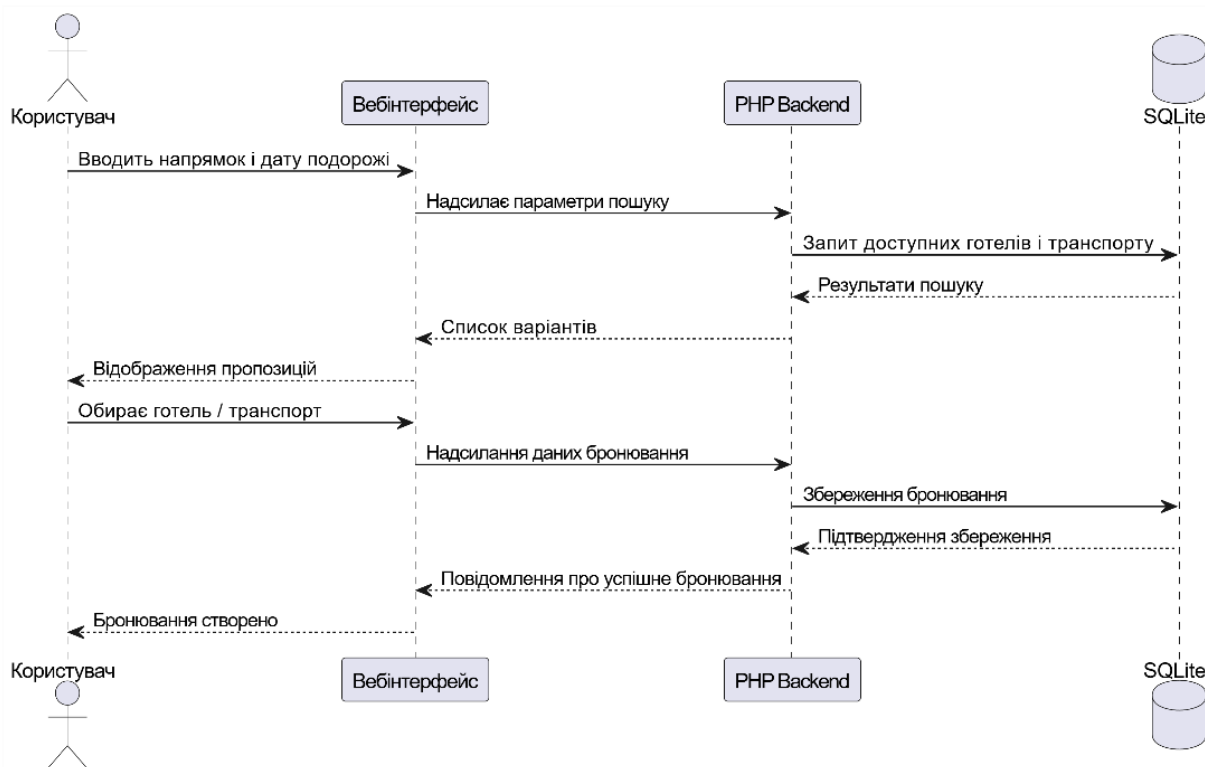 Користувач
Вебінтерфейс
PHP Backend
SQLite
Вводить напрямок і дату подорожі
Надсилає параметри пошуку
Запит доступних готелів і транспорту
Результати пошуку
Список варіантів
Відображення пропозицій
Обирає готель / транспорт
Надсилання даних бронювання
Збереження бронювання
Підтвердження збереження
Повідомлення про успішне бронювання
Бронювання створено
Користувач
Вебінтерфейс
PHP Backend
SQLite